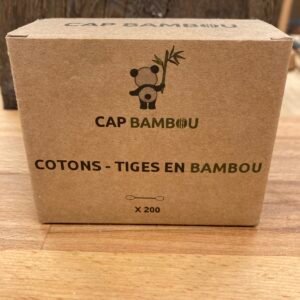 CAP BAMBOU
CAP BAMBOU
COTONS - TIGES EN BAMBOU
X 200